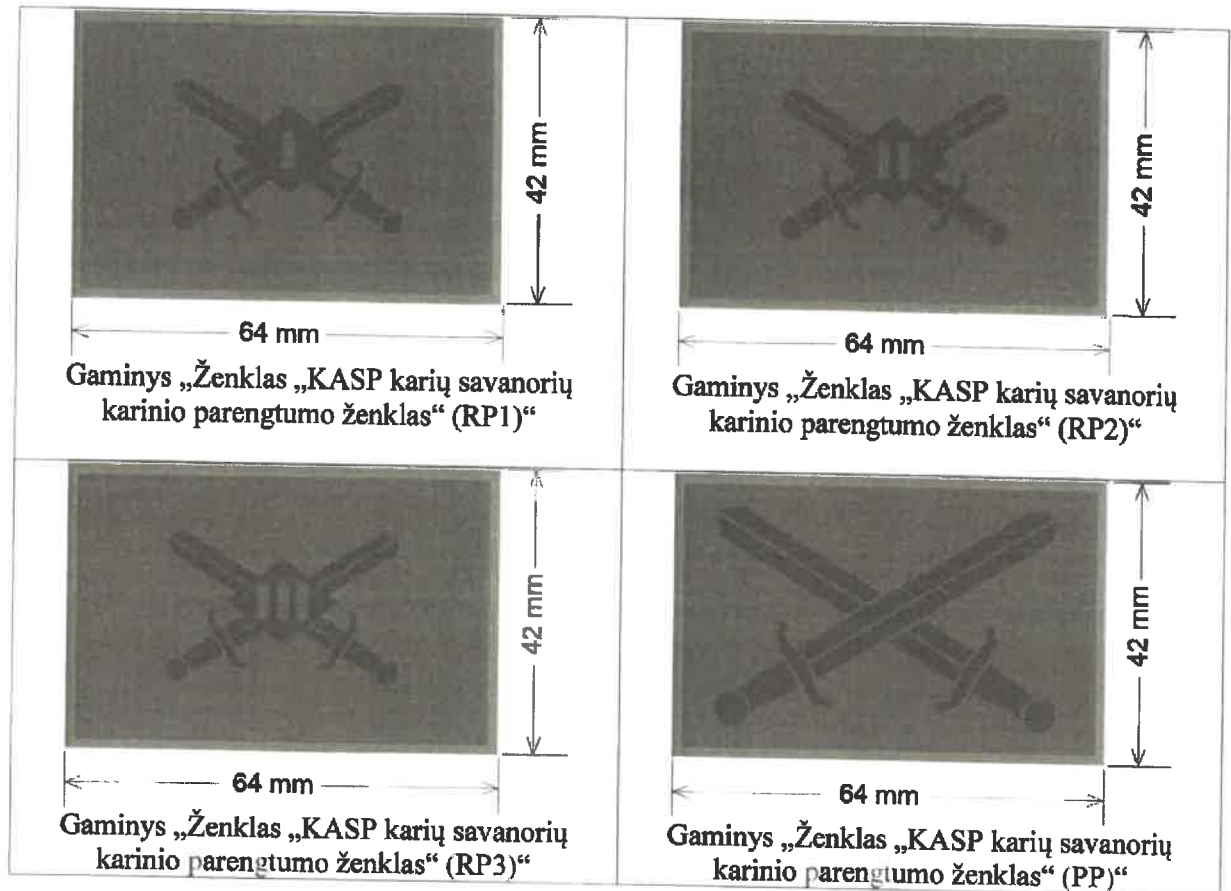 42 mm
64 mm
Gaminys „Ženklas „KASP karių savanorių
karinio parengtumo ženklas“ (RP1)“
42 mm
64 mm
Gaminys „Ženklas „KASP karių savanorių
karinio parengtumo ženklas“ (RP2)“
42 mm
64 mm
Gaminys „Ženklas „KASP karių savanorių
karinio parengtumo ženklas“ (RP3)“
42 mm
64 mm
Gaminys „Ženklas „KASP karių savanorių
karinio parengtumo ženklas“ (PP)“